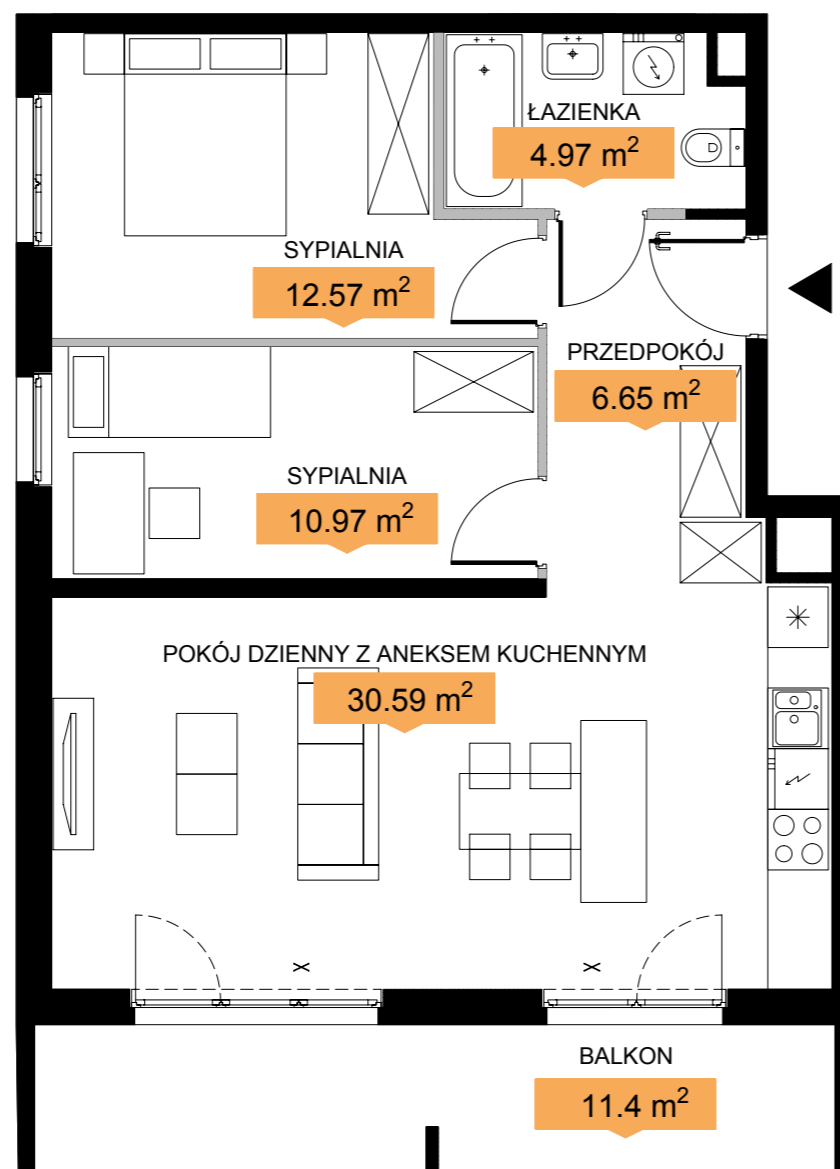 ŁAZIENKA
4.97 m²
SYPIALNIA
12.57 m²
PRZEDPOKÓJ
6.65 m²
SYPIALNIA
10.97 m²
POKÓJ DZIENNY Z ANEKSEM KUCHENNYM
30.59 m²
BALKON
11.4 m²